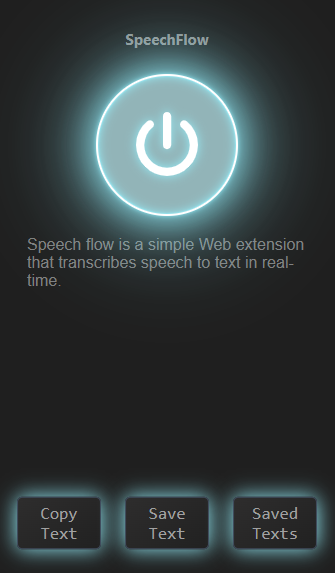 SpeechFlow
Speech flow is a simple Web extension
that transcribes speech to text in real-
time.
Copy
Text
Save
Text
Saved
Texts